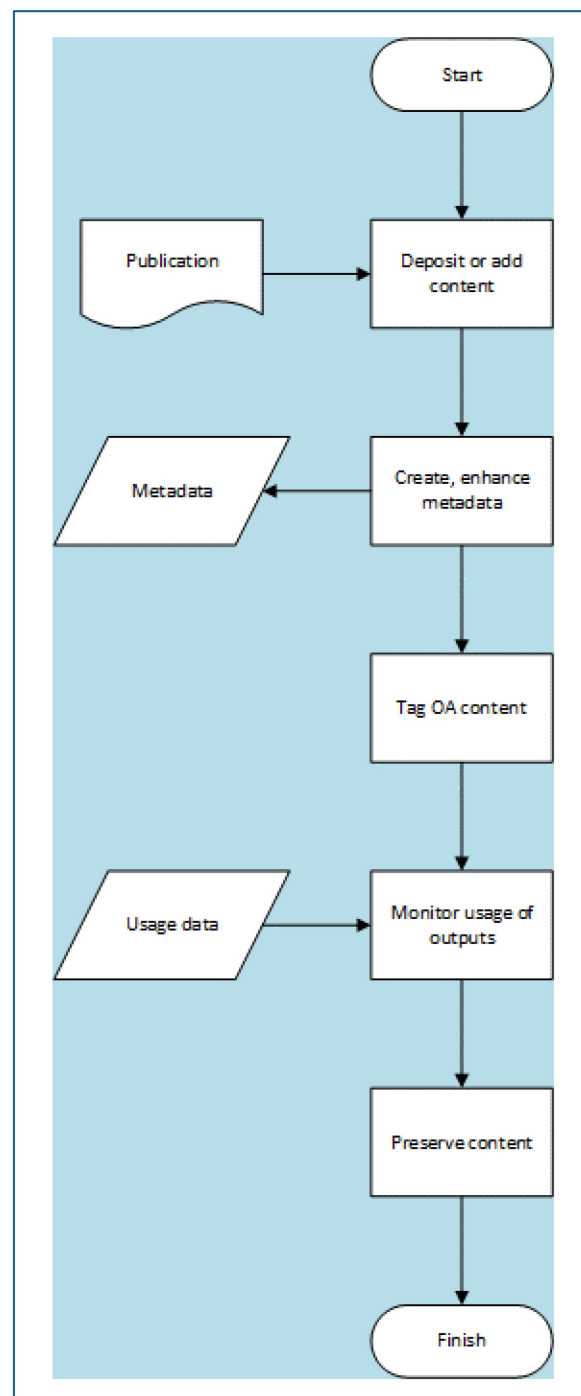 Start
Publication
Deposit or add
content
Metadata
Create, enhance
metadata
Tag OA content
Usage data
Monitor usage of
outputs
Preserve content
Finish